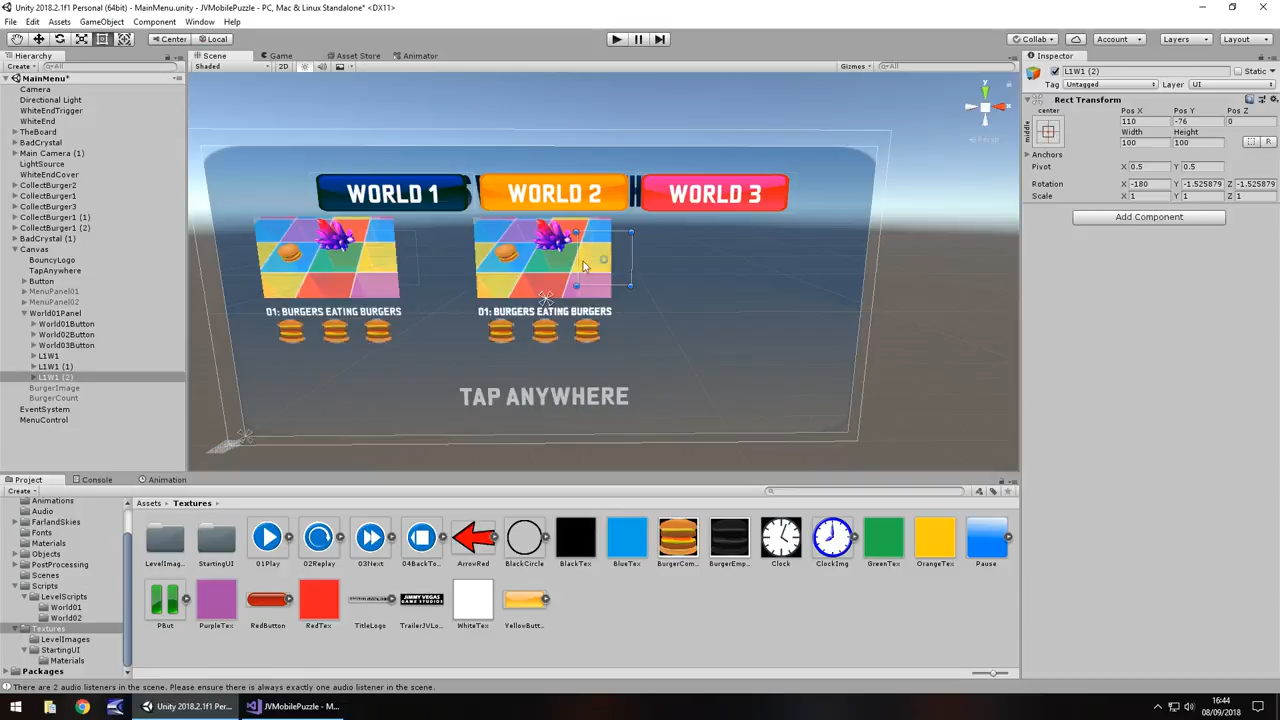 Unity 2018.2.1f1 Personal (64bit) - MainMenu.unity - JVMobilePuzzle - PC, Mac & Linux Standalone* <DX11>
File Edit Assets GameObject Component Window Help
Center Local Collab Account Layers Layout
Hierarchy Scene Game Asset Store Animator Inspector
Create All Shaded 2D Gizmos All L1W1 (2) Static
MainMenu* Tag Untagged Layer UI
Camera
Directional Light
WhiteEndTrigger
WhiteEnd
TheBoard
BadCrystal
Main Camera (1)
LightSource
WhiteEndCover
CollectBurger2
CollectBurger3
CollectBurger1
CollectBurger1 (1)
CollectBurger1 (2)
BadCrystal (1)
Canvas
BouncyLogo
TapAnywhere
Button
MenuPanel01
MenuPanel02
World01Panel
World01Button
World02Button
World03Button
L1W1
L1W1 (1)
L1W1 (2)
BurgerImage
BurgerCount
EventSystem
MenuControl
y
Persp
WORLD 1 WORLD 2 WORLD 3
01: BURGERS EATING BURGERS 01: BURGERS EATING BURGERS
TAP ANYWHERE
Rect Transform
center Pos X Pos Y Pos Z
middle 110 -76 0
Width Height
100 100 R
Anchors
Pivot X 0.5 Y 0.5
Rotation X -180 Y -1.525879 Z -1.525879
Scale X 1 Y 1 Z 1
Add Component
Project Console Animation
Create
Assets Textures
Animations
Audio
FarlandSkies
Fonts
Materials
Objects
PostProcessing
Scenes
Scripts
LevelScripts
World01
World02
Textures
LevelImages
StartingUI
Materials
Packages
LevelImag... StartingUI 01Play 02Replay 03Next 04BackTo... ArrowRed BlackCircle BlackTex BlueTex BurgerCom... BurgerEmp... Clock ClockImg GreenTex OrangeTex Pause
PBut PurpleTex RedButton RedTex TitleLogo TrailerJVLo... WhiteTex YellowButt...
JIMMY VEGAS
GAME STUDIOS
There are 2 audio listeners in the scene. Please ensure there is always exactly one audio listener in the scene.
Unity 2018.2.1f1 Per... JVMobilePuzzle - M...
16:44
08/09/2018